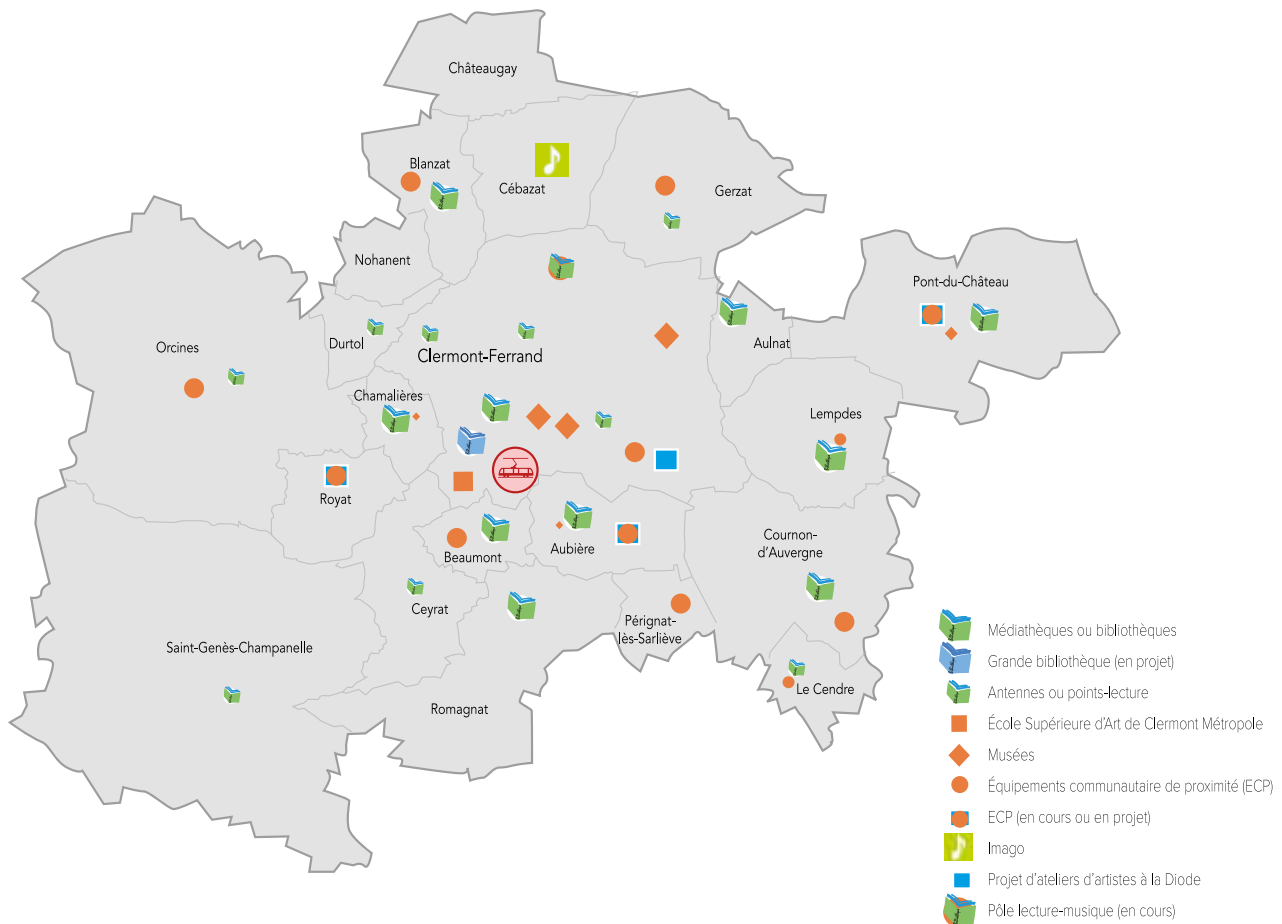 Châteaugay
Blanzat
Cébazat
Gerzat
Nohanent
Pont-du-Château
Durtol
Aulnat
Orcines
Clermont-Ferrand
Chamalières
Lempdes
Royat
Cournon-
d'Auvergne
Beaumont
Aubière
Ceyrat
Pérignat-
lès-Sarliève
Saint-Genès-Champanelle
Le Cendre
Romagnat
Médiathèques ou bibliothèques
Grande bibliothèque (en projet)
Antennes ou points-lecture
École Supérieure d'Art de Clermont Métropole
Musées
Équipements communautaire de proximité (ECP)
ECP (en cours ou en projet)
Imago
Projet d'ateliers d'artistes à la Diode
Pôle lecture-musique (en cours)